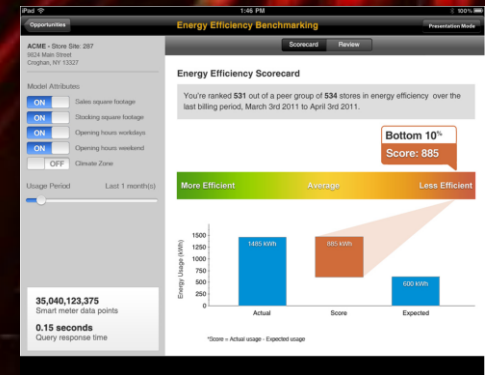 iPad
1:46 PM
100%
Opportunities
Energy Efficiency Benchmarking
Presentation Mode
Scorecard
Review
ACME - Store Site: 287
9824 Main Street
Croghan, NY 13327
Model Attributes
ON Sales square footage
ON Stocking square footage
ON Opening hours workdays
ON Opening hours weekend
OFF Climate Zone
Usage Period Last 1 month(s)
35,040,123,375
Smart meter data points
0.15 seconds
Query response time
Energy Efficiency Scorecard
You're ranked 531 out of a peer group of 534 stores in energy efficiency over the
last billing period, March 3rd 2011 to April 3rd 2011.
Bottom 10%
Score: 885
More Efficient Average Less Efficient
Energy Usage (kWh)
1500
1250
1000
750
500
250
0
1485 kWh
885 kWh
600 kWh
Actual Score Expected
*Score = Actual usage - Expected usage